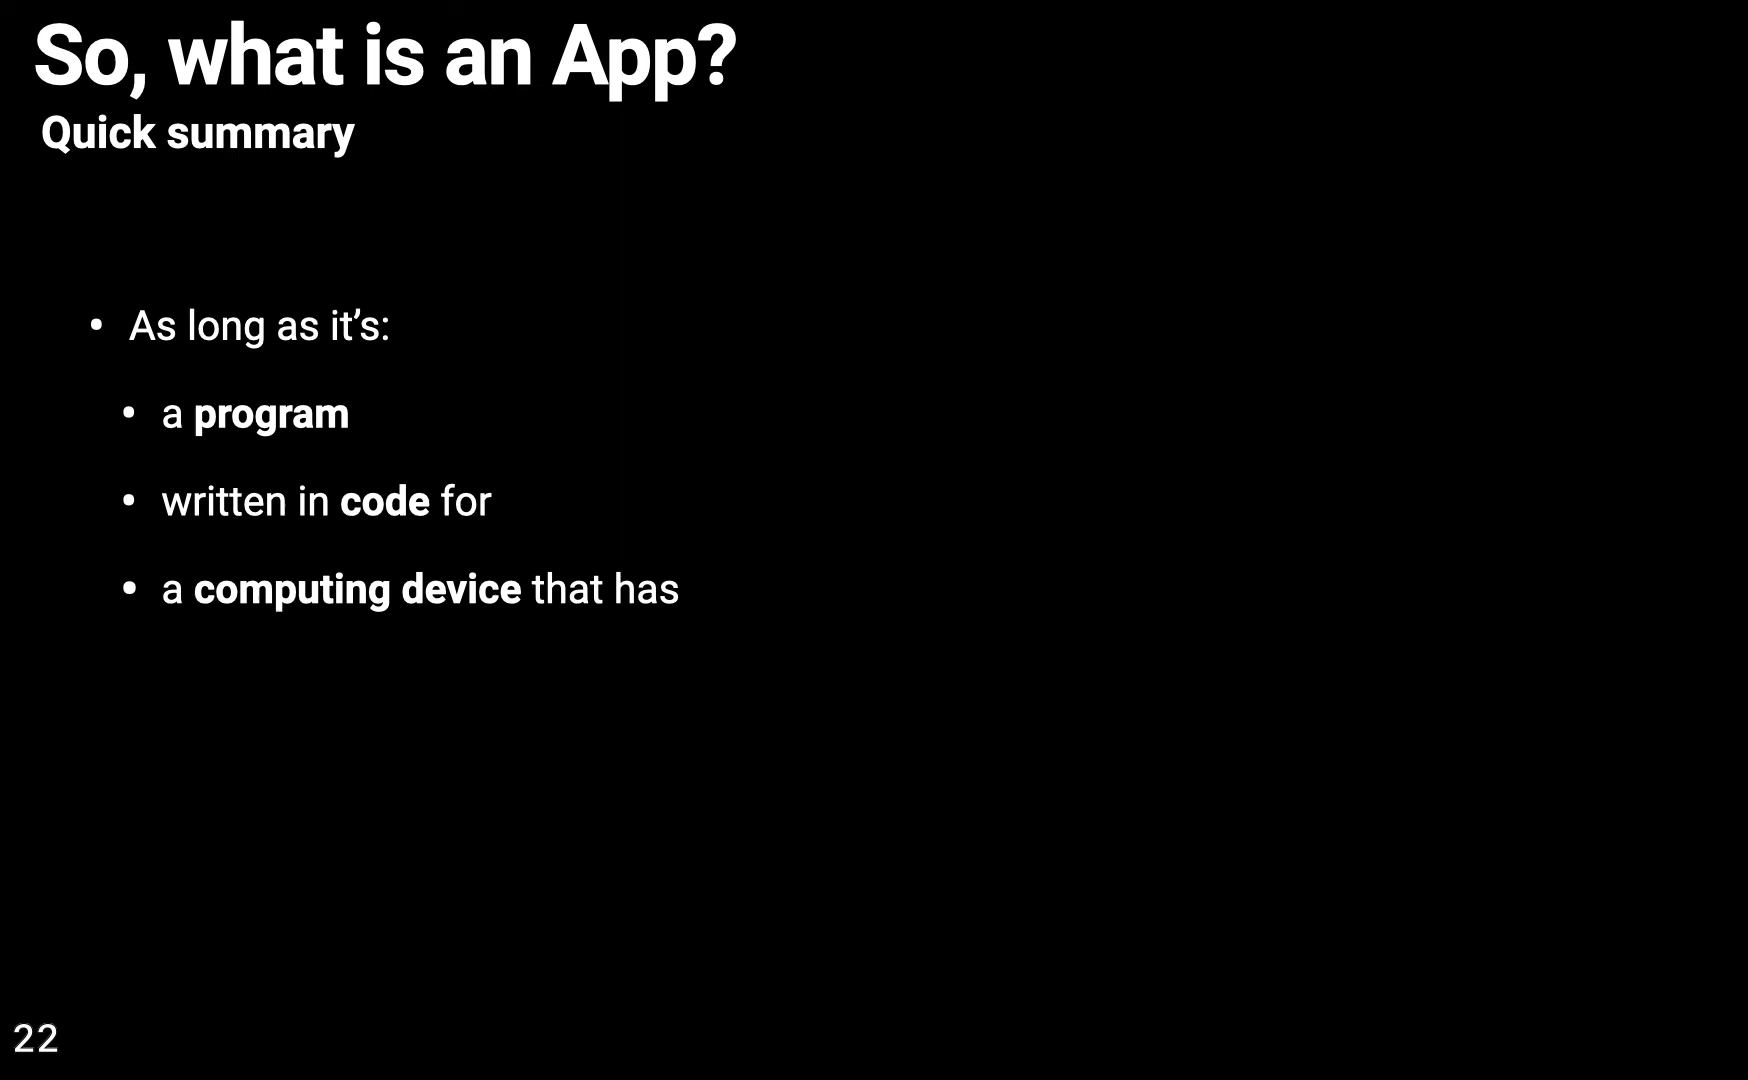 So, what is an App?
Quick summary
• As long as it’s:
• a program
• written in code for
• a computing device that has
22